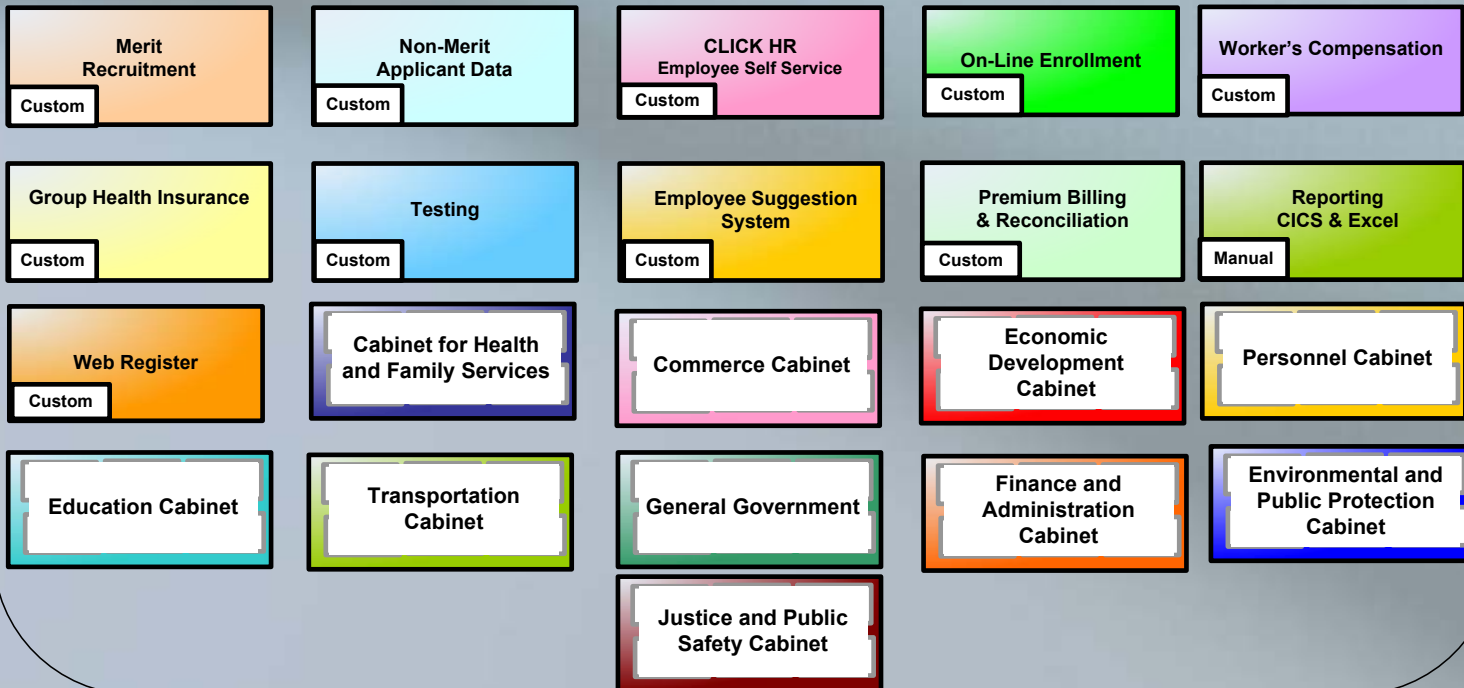 Merit
Recruitment
Custom
Non-Merit
Applicant Data
Custom
CLICK HR
Employee Self Service
Custom
On-Line Enrollment
Custom
Worker's Compensation
Custom
Group Health Insurance
Custom
Testing
Custom
Employee Suggestion
System
Custom
Premium Billing
& Reconciliation
Custom
Reporting
CICS & Excel
Manual
Web Register
Custom
Cabinet for Health
and Family Services
Commerce Cabinet
Economic
Development
Cabinet
Personnel Cabinet
Education Cabinet
Transportation
Cabinet
General Government
Finance and
Administration
Cabinet
Environmental and
Public Protection
Cabinet
Justice and Public
Safety Cabinet